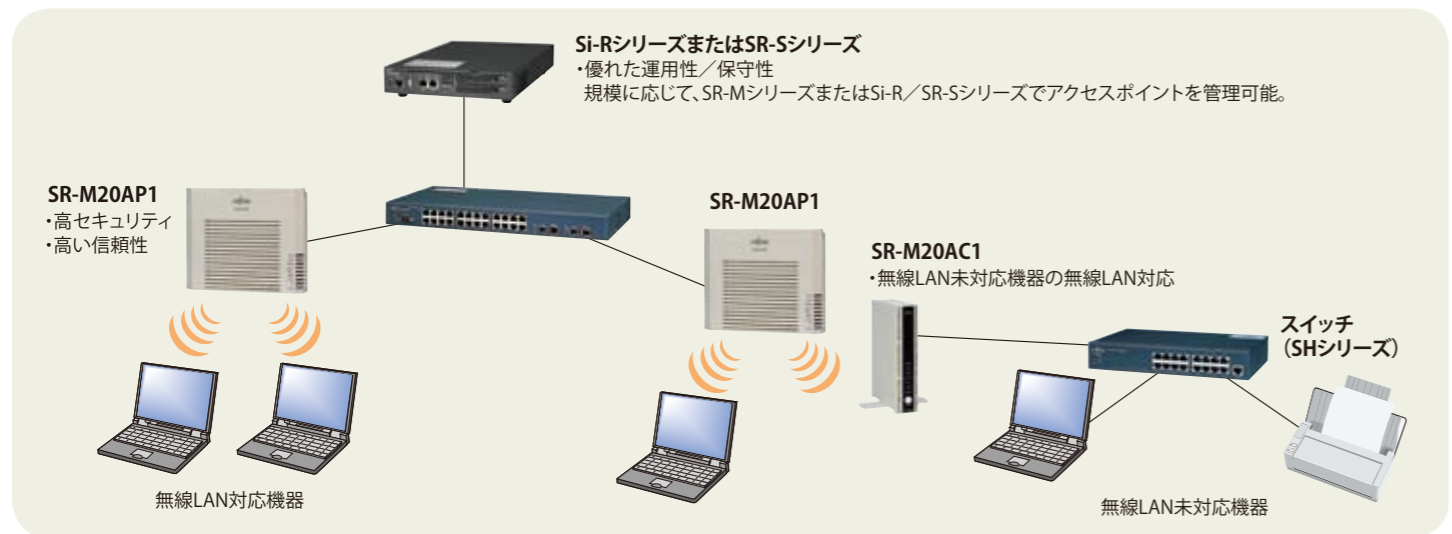 Si-RシリーズまたはSR-Sシリーズ
・優れた運用性／保守性
規模に応じて、SR-MシリーズまたはSi-R／SR-Sシリーズでアクセスポイントを管理可能。
SR-M20AP1
・高セキュリティ
・高い信頼性
SR-M20AP1
SR-M20AC1
・無線LAN未対応機器の無線LAN対応
スイッチ
（SHシリーズ）
無線LAN対応機器
無線LAN未対応機器